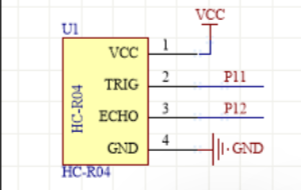 VCC
U1
VCC 1
TRIG 2 P11
ECHO 3 P12
GND 4 GND
HC-R04
HC-R04